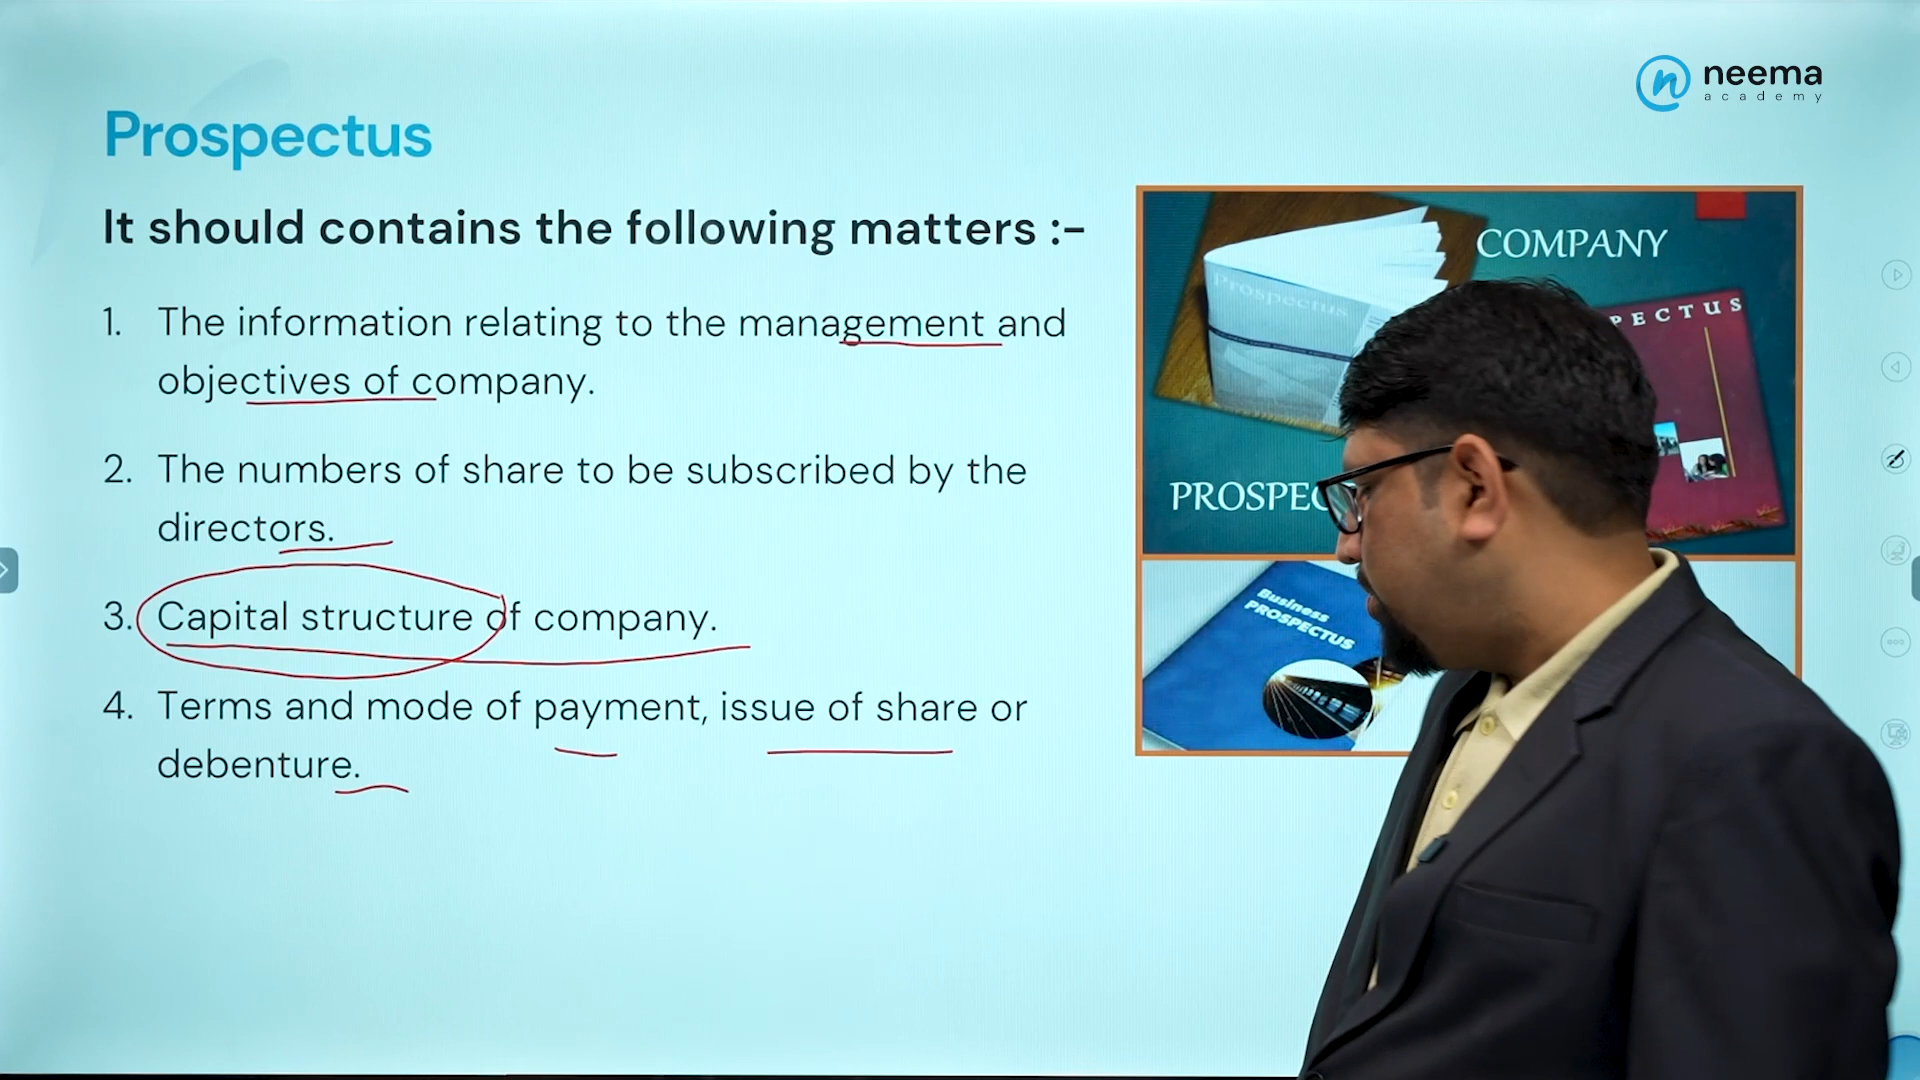 neema
academy
Prospectus
It should contains the following matters :-
1. The information relating to the management and
objectives of company.
2. The numbers of share to be subscribed by the
directors.
3. Capital structure of company.
4. Terms and mode of payment, issue of share or
debenture.
COMPANY
Prospectus
PECTUS
PROSPEC
Business
PROSPECTUS